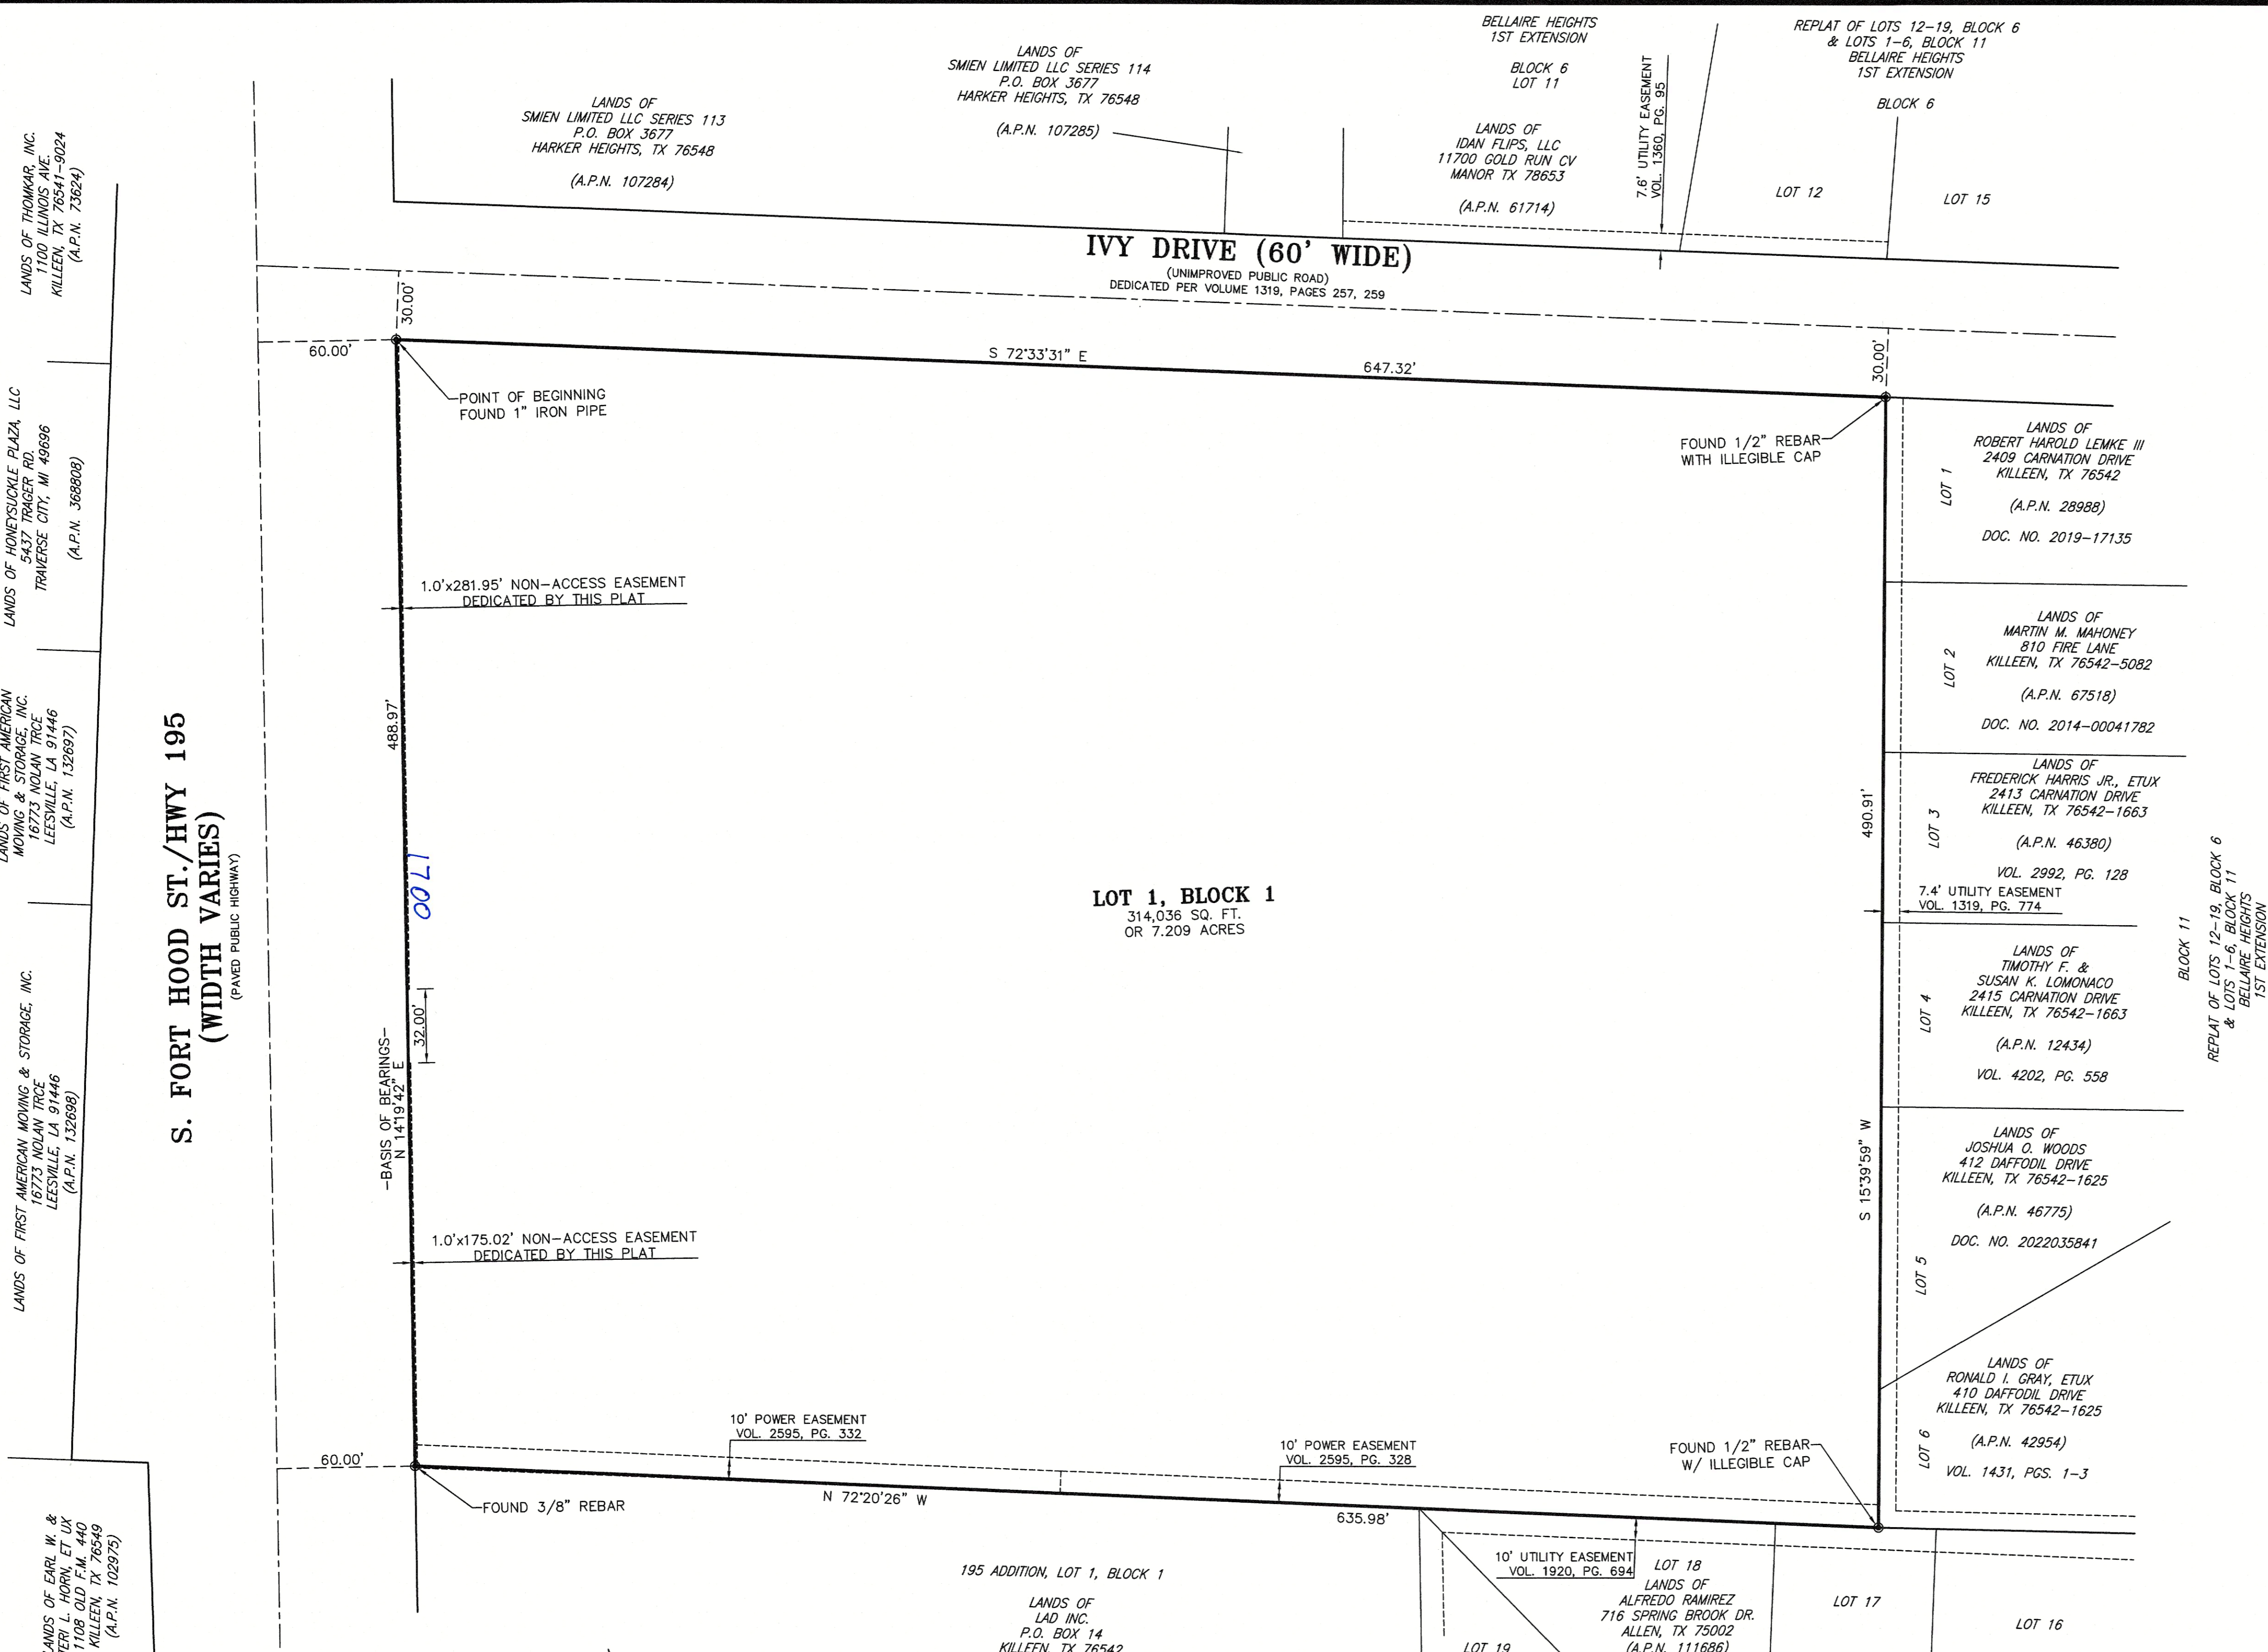 BELLAIRE HEIGHTS
1ST EXTENSION
BLOCK 6
LOT 11
LANDS OF
IDAN FLIPS, LLC
11700 GOLD RUN CV
MANOR TX 78653
(A.P.N. 61714)
REPLAT OF LOTS 12-19, BLOCK 6
& LOTS 1-6, BLOCK 11
BELLAIRE HEIGHTS
1ST EXTENSION
BLOCK 6
LOT 12
LOT 15
7.6' UTILITY EASEMENT
VOL. 1360, PG. 95
LANDS OF
SMIEN LIMITED LLC SERIES 114
P.O. BOX 3677
HARKER HEIGHTS, TX 76548
(A.P.N. 107285)
LANDS OF
SMIEN LIMITED LLC SERIES 113
P.O. BOX 3677
HARKER HEIGHTS, TX 76548
(A.P.N. 107284)
LANDS OF THOMKAR, INC.
1100 ILLINOIS AVE.
KILLEEN, TX 76541-9024
(A.P.N. 73624)
IVY DRIVE (60' WIDE)
(UNIMPROVED PUBLIC ROAD)
DEDICATED PER VOLUME 1319, PAGES 257, 259
30.00'
60.00'
S 72°33'31" E
647.32'
30.00'
POINT OF BEGINNING
FOUND 1" IRON PIPE
FOUND 1/2" REBAR
WITH ILLEGIBLE CAP
LANDS OF HONEYSUCKLE PLAZA, LLC
5437 TRAGER RD.
TRAVERSE CITY, MI 49696
(A.P.N. 368808)
LOT 1
LANDS OF
ROBERT HAROLD LEMKE III
2409 CARNATION DRIVE
KILLEEN, TX 76542
(A.P.N. 28988)
DOC. NO. 2019-17135
1.0'x281.95' NON-ACCESS EASEMENT
DEDICATED BY THIS PLAT
LOT 2
LANDS OF
MARTIN M. MAHONEY
810 FIRE LANE
KILLEEN, TX 76542-5082
(A.P.N. 67518)
DOC. NO. 2014-00041782
LANDS OF FIRST AMERICAN
MOVING & STORAGE, INC.
16773 NOLAN TRCE
LEESVILLE, LA 91446
(A.P.N. 132697)
S. FORT HOOD ST./HWY 195
(WIDTH VARIES)
(PAVED PUBLIC HIGHWAY)
488.97'
1700
490.91'
LOT 3
LANDS OF
FREDERICK HARRIS JR., ETUX
2413 CARNATION DRIVE
KILLEEN, TX 76542-1663
(A.P.N. 46380)
VOL. 2992, PG. 128
7.4' UTILITY EASEMENT
VOL. 1319, PG. 774
LOT 1, BLOCK 1
314,036 SQ. FT.
OR 7.209 ACRES
BLOCK 11
REPLAT OF LOTS 12-19, BLOCK 6
& LOTS 1-6, BLOCK 11
BELLAIRE HEIGHTS
1ST EXTENSION
LOT 4
LANDS OF
TIMOTHY F. &
SUSAN K. LOMONACO
2415 CARNATION DRIVE
KILLEEN, TX 76542-1663
(A.P.N. 12434)
VOL. 4202, PG. 558
LANDS OF FIRST AMERICAN MOVING & STORAGE, INC.
16773 NOLAN TRCE
LEESVILLE, LA 91446
(A.P.N. 132698)
32.00'
-BASIS OF BEARINGS-
N 14°19'42" E
S 15°39'59" W
LOT 5
LANDS OF
JOSHUA O. WOODS
412 DAFFODIL DRIVE
KILLEEN, TX 76542-1625
(A.P.N. 46775)
DOC. NO. 2022035841
1.0'x175.02' NON-ACCESS EASEMENT
DEDICATED BY THIS PLAT
LOT 6
LANDS OF
RONALD I. GRAY, ETUX
410 DAFFODIL DRIVE
KILLEEN, TX 76542-1625
(A.P.N. 42954)
VOL. 1431, PGS. 1-3
10' POWER EASEMENT
VOL. 2595, PG. 332
10' POWER EASEMENT
VOL. 2595, PG. 328
FOUND 1/2" REBAR
W/ ILLEGIBLE CAP
60.00'
FOUND 3/8" REBAR
N 72°20'26" W
635.98'
LANDS OF EARL W. &
TERI L. HORN, ET UX
1108 OLD F.M. 440
KILLEEN, TX 76549
(A.P.N. 102975)
195 ADDITION, LOT 1, BLOCK 1
LANDS OF
LAD INC.
P.O. BOX 14
KILLEEN, TX 76542
10' UTILITY EASEMENT
VOL. 1920, PG. 694
LOT 19
LOT 18
LANDS OF
ALFREDO RAMIREZ
716 SPRING BROOK DR.
ALLEN, TX 75002
(A.P.N. 111686)
LOT 17
LOT 16